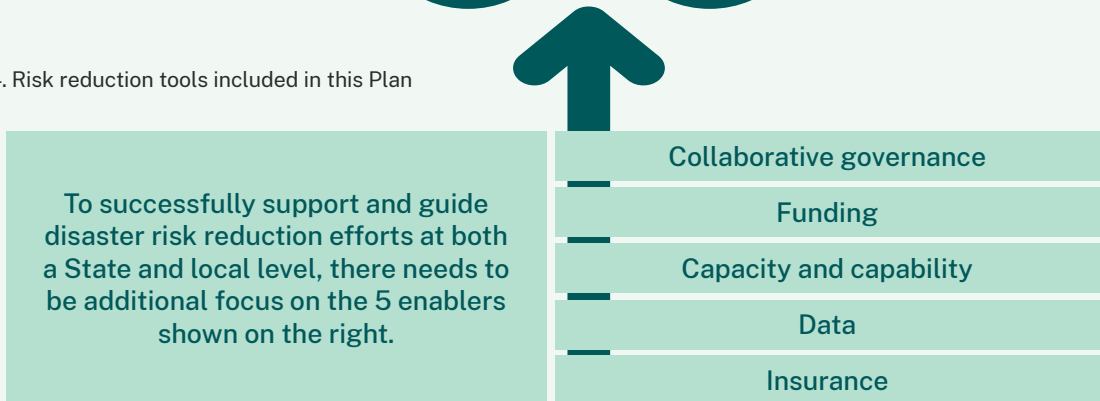 . Risk reduction tools included in this Plan
To successfully support and guide
disaster risk reduction efforts at both
a State and local level, there needs to
be additional focus on the 5 enablers
shown on the right.
Collaborative governance
Funding
Capacity and capability
Data
Insurance